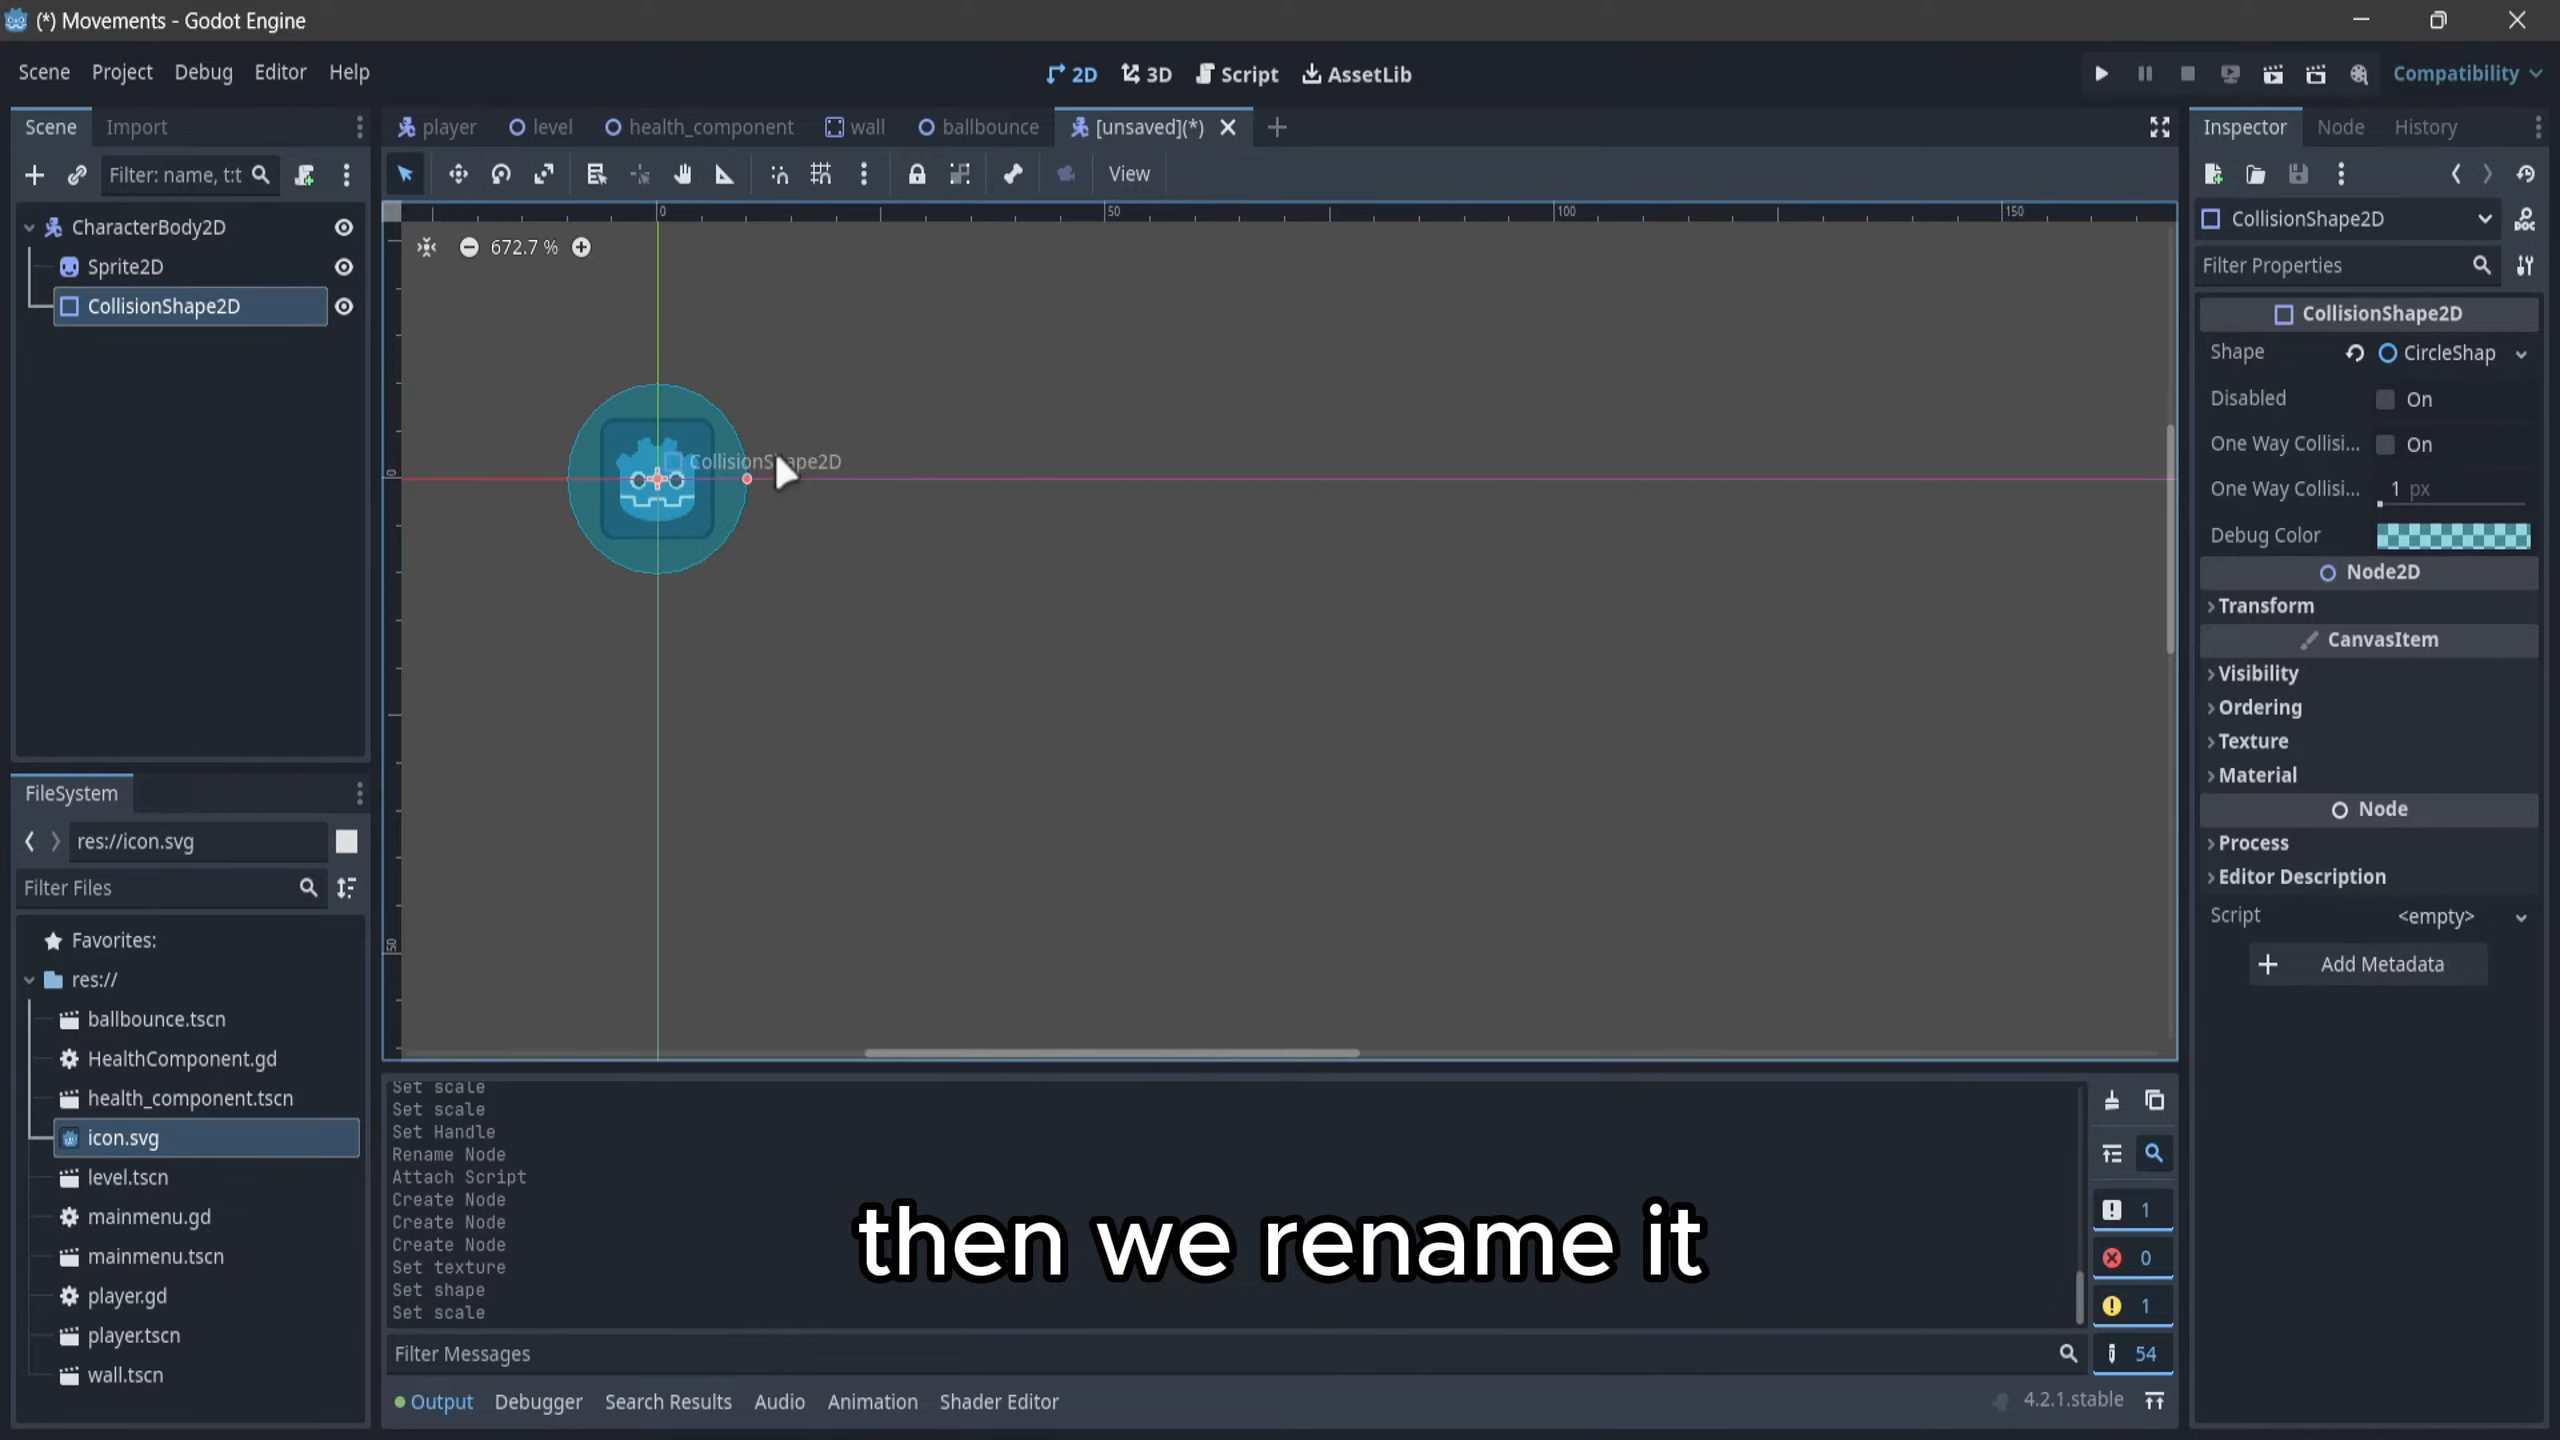 (*) Movements - Godot Engine
Scene Project Debug Editor Help
2D 3D Script AssetLib
Compatibility
Scene Import
player level health_component wall ballbounce [unsaved](*)
Inspector Node History
Filter: name, t:t
View
CollisionShape2D
Filter Properties
CharacterBody2D
Sprite2D
CollisionShape2D
0 50 100 150
672.7 %
0
50
CollisionShape2D
CollisionShape2D
Shape CircleShap
Disabled On
One Way Collisi... On
One Way Collisi... 1 px
Debug Color
Node2D
Transform
CanvasItem
Visibility
Ordering
Texture
Material
Node
Process
Editor Description
Script <empty>
Add Metadata
FileSystem
res://icon.svg
Filter Files
Favorites:
res://
ballbounce.tscn
HealthComponent.gd
health_component.tscn
icon.svg
level.tscn
mainmenu.gd
mainmenu.tscn
player.gd
player.tscn
wall.tscn
Set scale
Set scale
Set Handle
Rename Node
Attach Script
Create Node
Create Node
Create Node
Set texture
Set shape
Set scale
then we rename it
1
0
1
54
Filter Messages
Output Debugger Search Results Audio Animation Shader Editor
4.2.1.stable